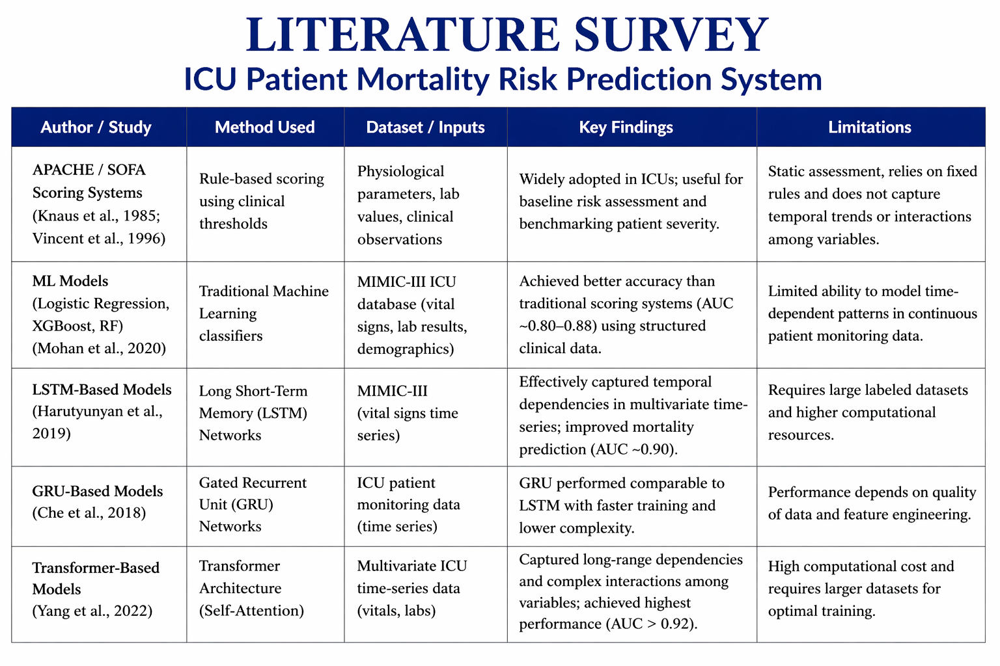 LITERATURE SURVEY
ICU Patient Mortality Risk Prediction System
Author / Study
Method Used
Dataset / Inputs
Key Findings
Limitations
APACHE / SOFA
Scoring Systems
(Knaus et al., 1985;
Vincent et al., 1996)
Rule-based scoring
using clinical
thresholds
Physiological
parameters, lab
values, clinical
observations
Widely adopted in ICUs; useful for
baseline risk assessment and
benchmarking patient severity.
Static assessment, relies on fixed
rules and does not capture
temporal trends or interactions
among variables.
ML Models
(Logistic Regression,
XGBoost, RF)
(Mohan et al., 2020)
Traditional Machine
Learning
classifiers
MIMIC-III ICU
database (vital
signs, lab results,
demographics)
Achieved better accuracy than
traditional scoring systems (AUC
~0.80–0.88) using structured
clinical data.
Limited ability to model time-
dependent patterns in continuous
patient monitoring data.
LSTM-Based Models
(Harutyunyan et al.,
2019)
Long Short-Term
Memory (LSTM)
Networks
MIMIC-III
(vital signs time
series)
Effectively captured temporal
dependencies in multivariate time-
series; improved mortality
prediction (AUC ~0.90).
Requires large labeled datasets
and higher computational
resources.
GRU-Based Models
(Che et al., 2018)
Gated Recurrent
Unit (GRU)
Networks
ICU patient
monitoring data
(time series)
GRU performed comparable to
LSTM with faster training and
lower complexity.
Performance depends on quality
of data and feature engineering.
Transformer-Based
Models
(Yang et al., 2022)
Transformer
Architecture
(Self-Attention)
Multivariate ICU
time-series data
(vitals, labs)
Captured long-range dependencies
and complex interactions among
variables; achieved highest
performance (AUC > 0.92).
High computational cost and
requires larger datasets for
optimal training.